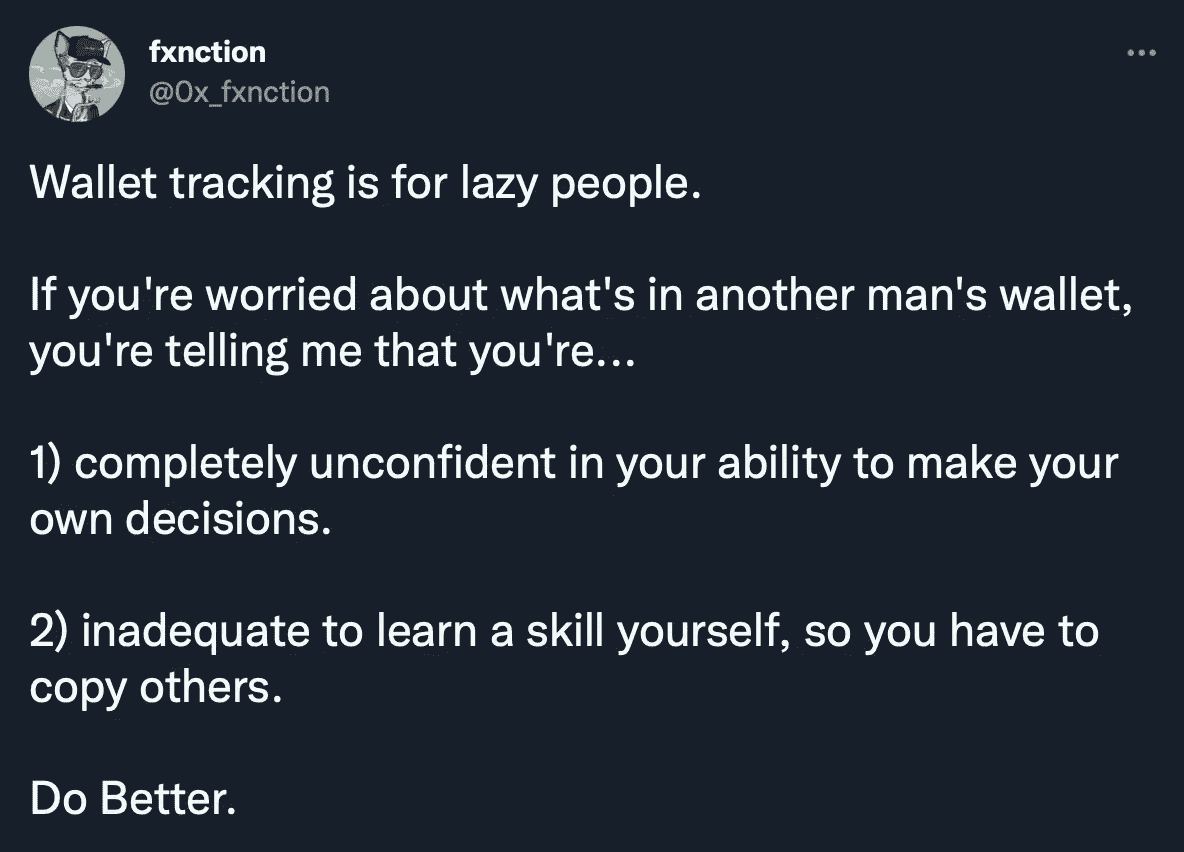 fxnction
@0x_fxnction
Wallet tracking is for lazy people.
If you're worried about what's in another man's wallet,
you're telling me that you're...
1) completely unconfident in your ability to make your
own decisions.
2) inadequate to learn a skill yourself, so you have to
copy others.
Do Better.